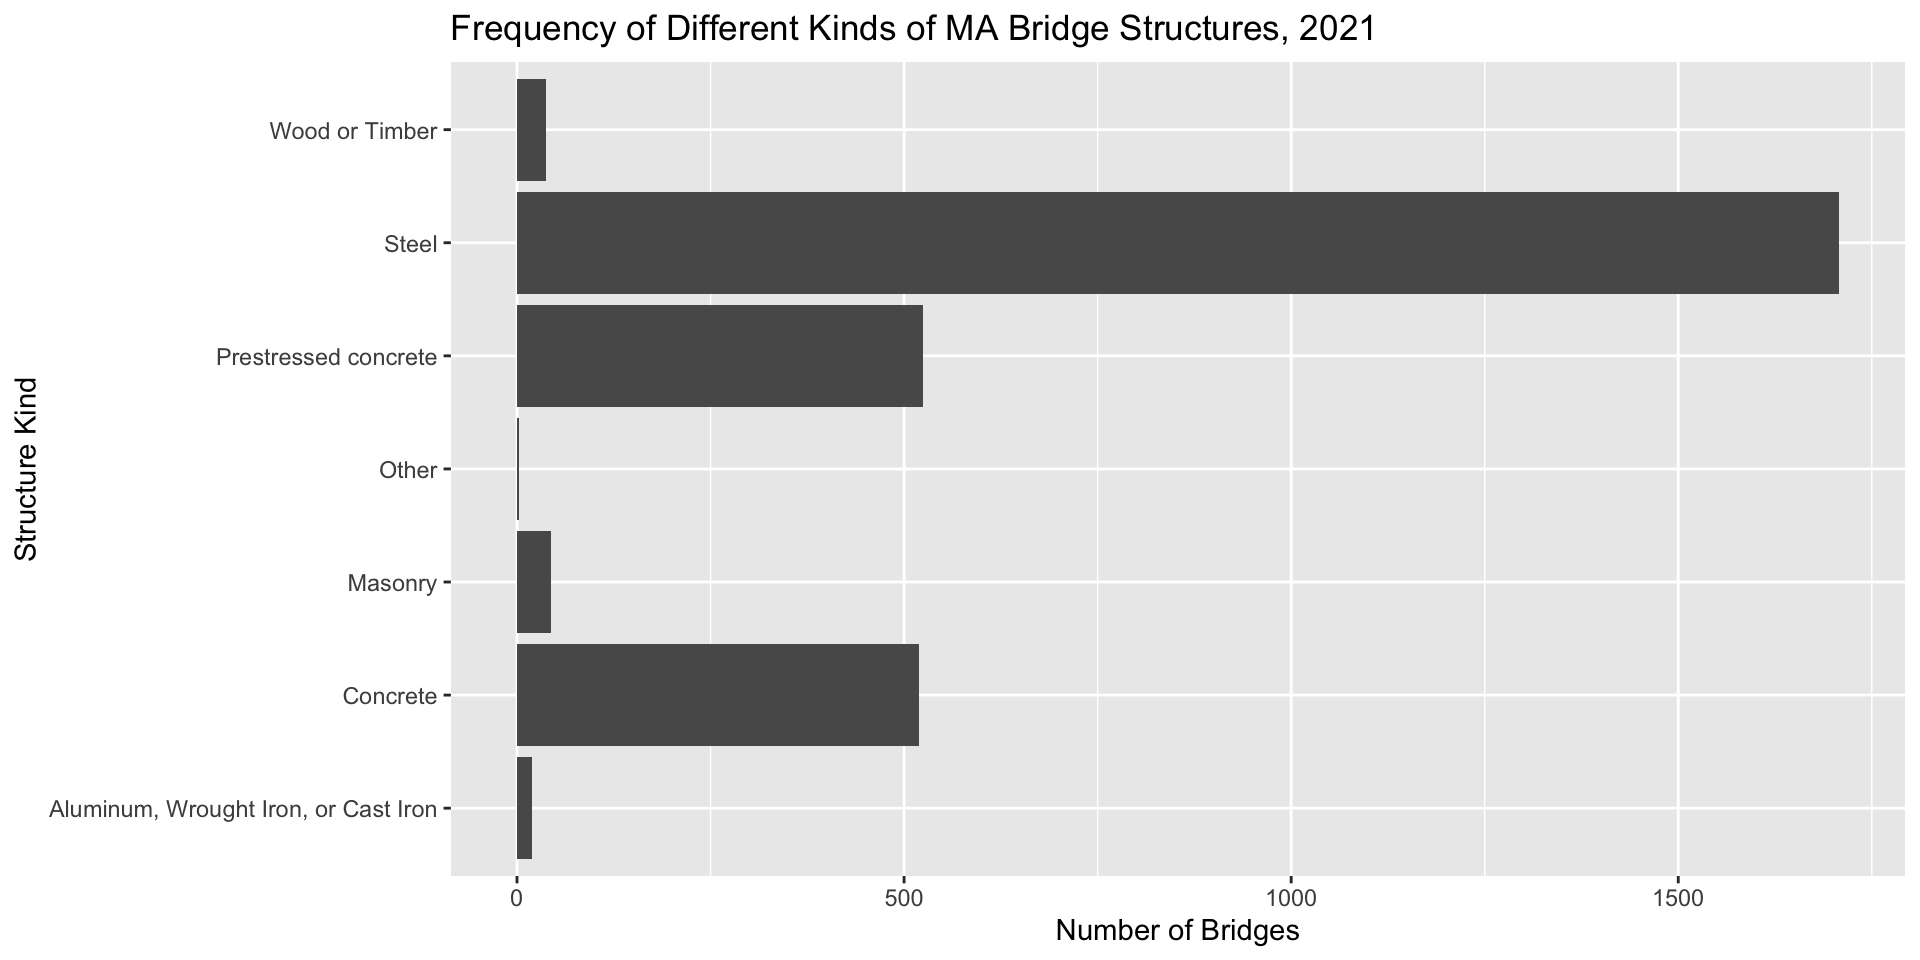 Frequency of Different Kinds of MA Bridge Structures, 2021
Structure Kind
Wood or Timber
Steel
Prestressed concrete
Other
Masonry
Concrete
Aluminum, Wrought Iron, or Cast Iron
0 500 1000 1500
Number of Bridges